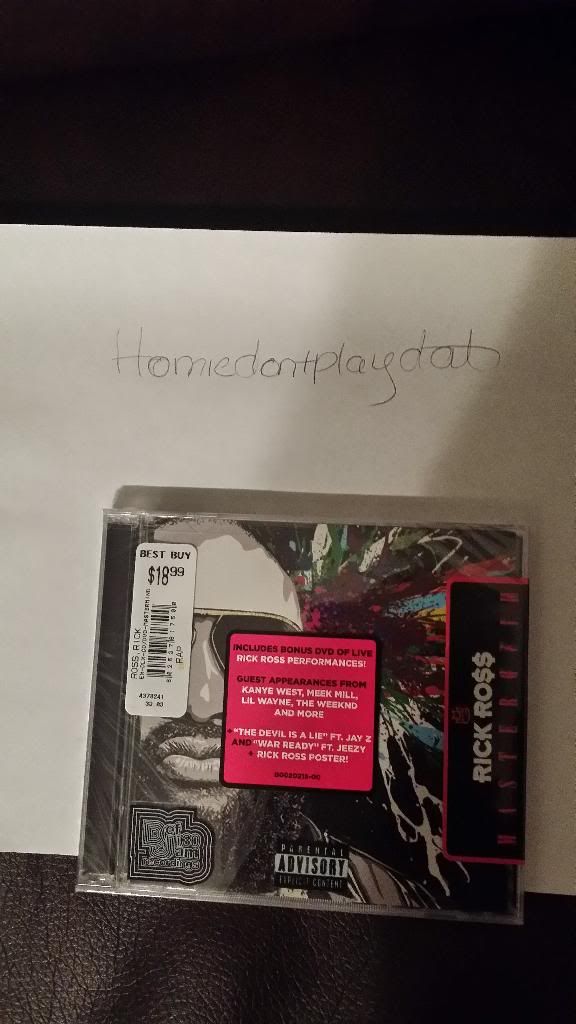 Homiedontplaydat
BEST BUY
$18.99
ROSS,RICK
RAP
4373241
INCLUDES BONUS DVD OF LIVE
RICK ROSS PERFORMANCES!
GUEST APPEARANCES FROM
KANYE WEST, MEEK MILL,
LIL WAYNE, THE WEEKND
AND MORE
+ "THE DEVIL IS A LIE" FT. JAY Z
AND "WAR READY" FT. JEEZY
+ RICK ROSS POSTER!
RICK RO$$
MASTERMIND
Def
Jam
Recordings
PARENTAL
ADVISORY
EXPLICIT CONTENT